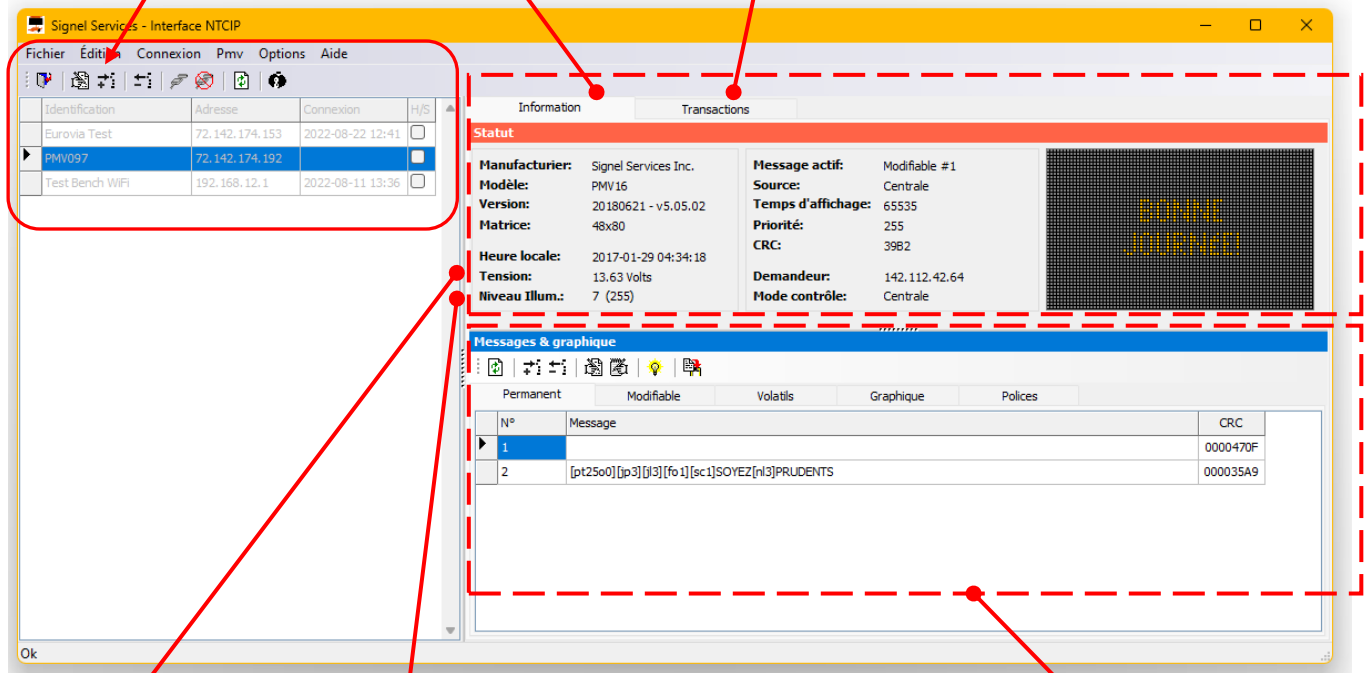 Signel Services - Interface NTCIP
Fichier Édition Connexion Pmv Options Aide
Identification Adresse Connexion H/S
Eurovia Test 72.142.174.153 2022-08-22 12:41
PMV097 72.142.174.192
Test Bench WiFi 192.168.12.1 2022-08-11 13:36
Information Transactions
Statut
Manufacturier: Signel Services Inc.
Modèle: PMV16
Version: 20180621 - v5.05.02
Matrice: 48x80
Heure locale: 2017-01-29 04:34:18
Tension: 13.63 Volts
Niveau Illum.: 7 (255)
Message actif: Modifiable #1
Source: Centrale
Temps d'affichage: 65535
Priorité: 255
CRC: 39B2
Demandeur: 142.112.42.64
Mode contrôle: Centrale
BONNE
JOURNÉE!
Messages & graphique
Permanent Modifiable Volatils Graphique Polices
N° Message CRC
1 0000470F
2 [pt25o0][jp3][jl3][fo1][sc1]SOYEZ[nl3]PRUDENTS 000035A9
Ok